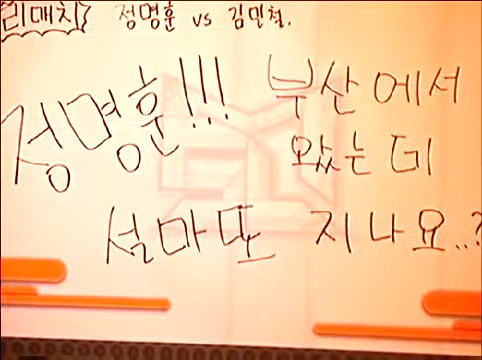 리매치 정명훈 vs 김민철.
정명훈!!! 부산에서
왔는데
설마 또 지나요..?